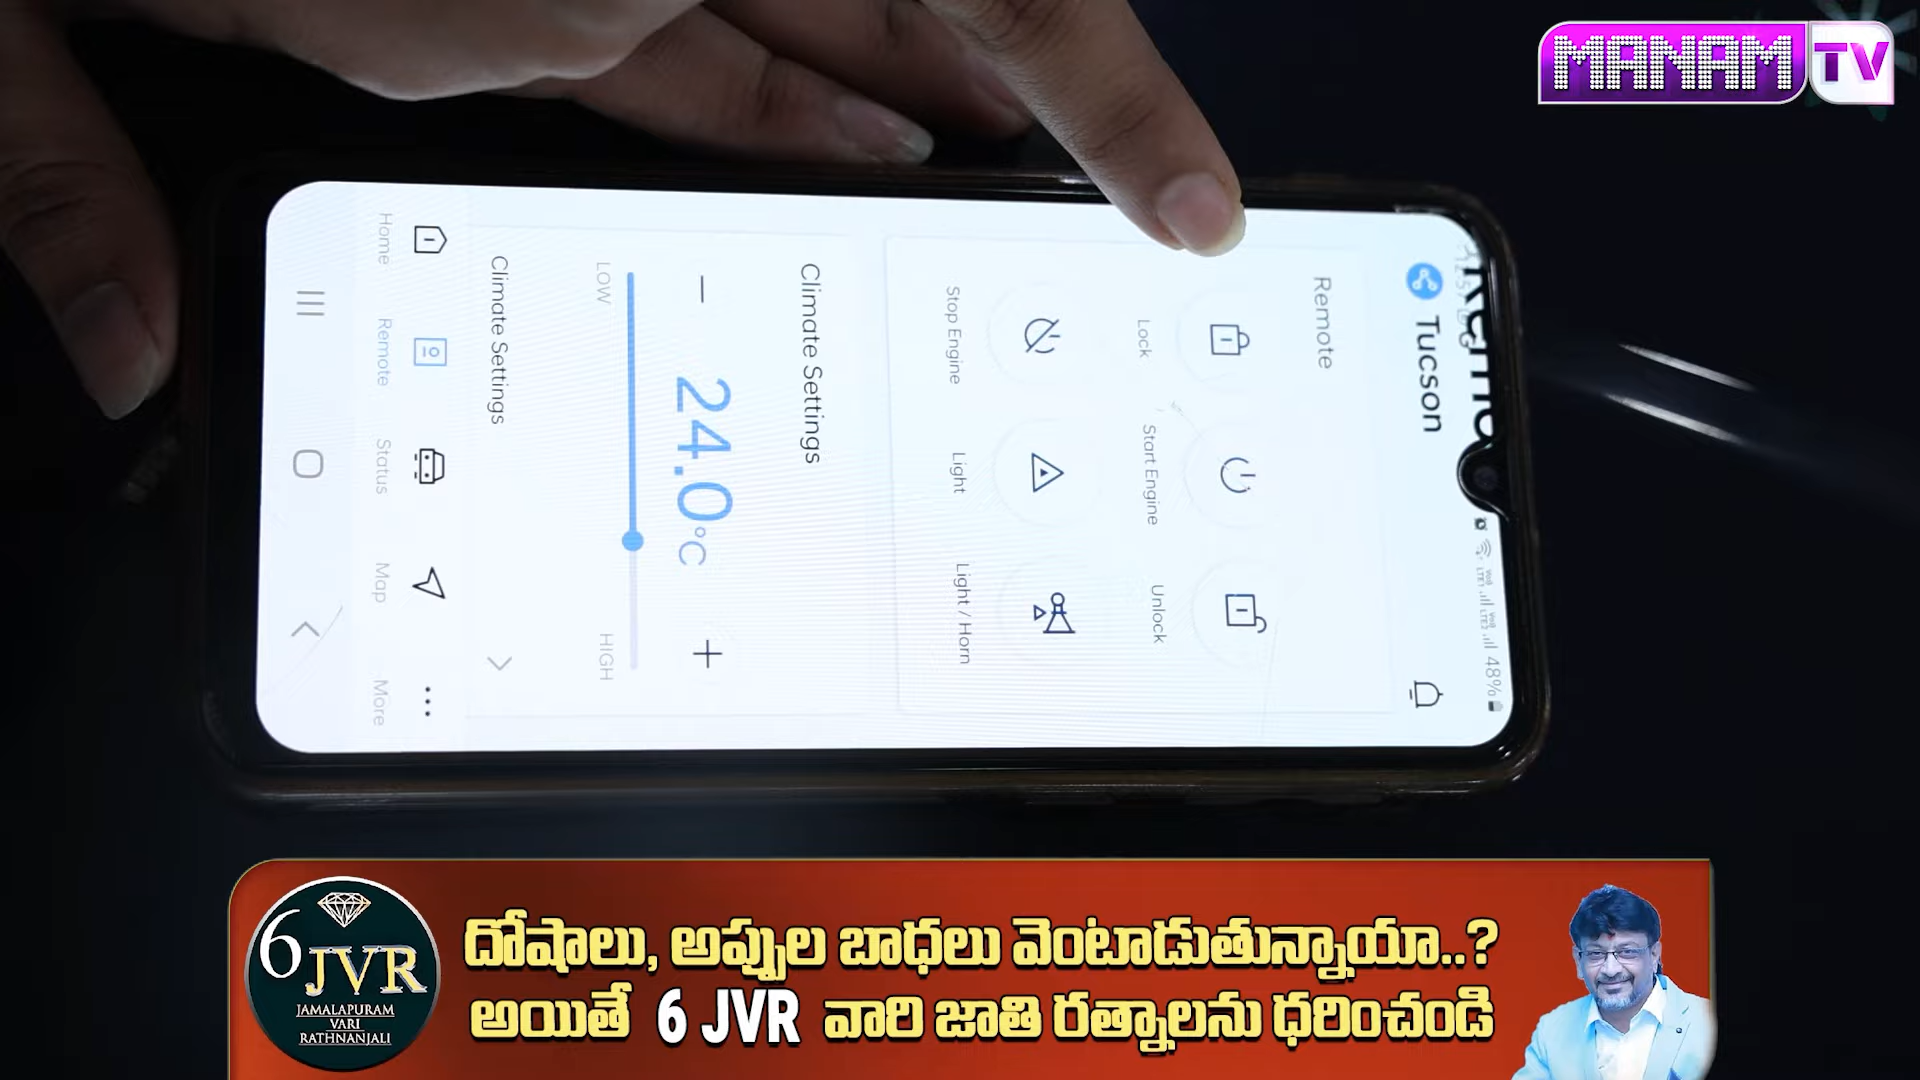 MANAM TV
48%
Tucson
Remote
Lock
Start Engine
Unlock
Stop Engine
Light
Light / Horn
Climate Settings
24.0°C
LOW
HIGH
Climate Settings
Home
Remote
Status
Map
More
6 JVR
JAMALAPURAM
VARI
RATHNANJALI
దోషాలు, అప్పుల బాధలు వెంటాడుతున్నాయా..?
అయితే 6 JVR వారి జాతి రత్నాలను ధరించండి